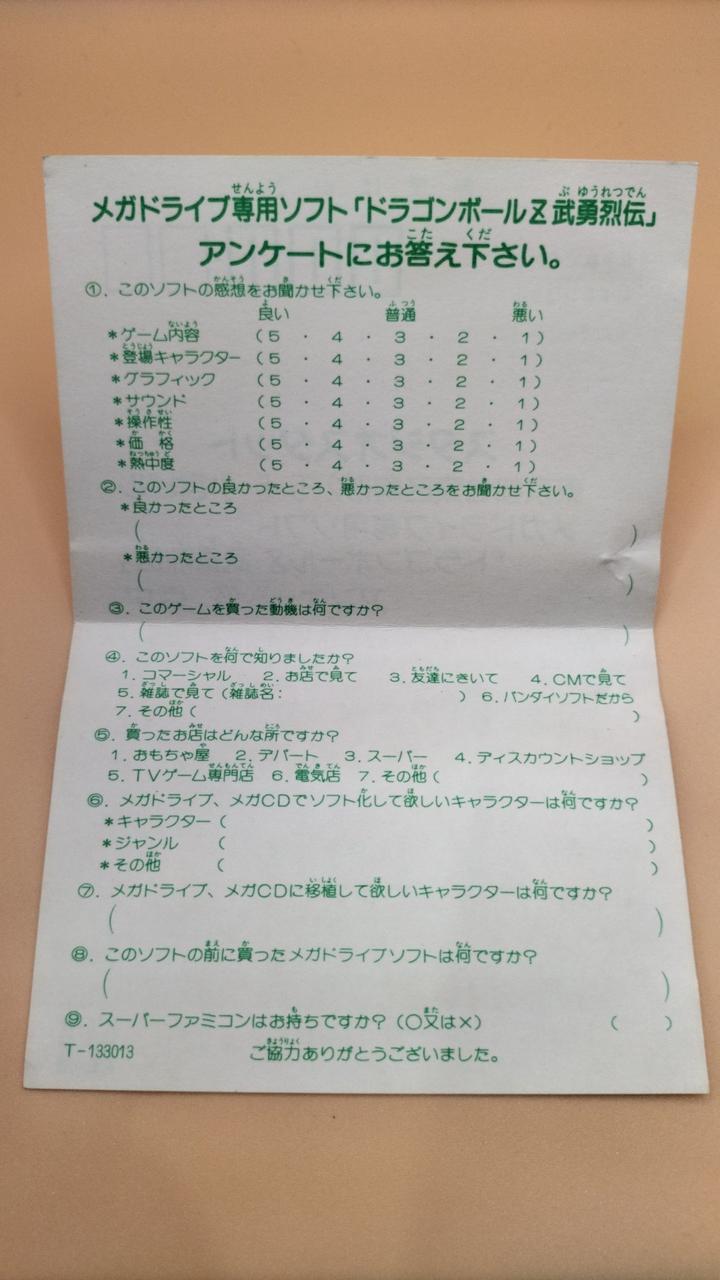 メガドライブ専用ソフト「ドラゴンボールZ 武勇烈伝」
アンケートにお答え下さい。
①. このソフトの感想をお聞かせ下さい。
良い 普通 悪い
*ゲーム内容 (5 ・ 4 ・ 3 ・ 2 ・ 1)
*登場キャラクター (5 ・ 4 ・ 3 ・ 2 ・ 1)
*グラフィック (5 ・ 4 ・ 3 ・ 2 ・ 1)
*サウンド (5 ・ 4 ・ 3 ・ 2 ・ 1)
*操作性 (5 ・ 4 ・ 3 ・ 2 ・ 1)
*価 格 (5 ・ 4 ・ 3 ・ 2 ・ 1)
*熱中度 (5 ・ 4 ・ 3 ・ 2 ・ 1)
②. このソフトの良かったところ、悪かったところをお聞かせ下さい。
*良かったところ
( )
*悪かったところ
( )
③. このゲームを買った動機は何ですか?
( )
④. このソフトを何で知りましたか?
1. コマーシャル 2. お店で見て 3. 友達にきいて 4. CMで見て
5. 雑誌で見て (雑誌名: ) 6. バンダイソフトだから
7. その他 ( )
⑤. 買ったお店はどんな所ですか?
1. おもちゃ屋 2. デパート 3. スーパー 4. ディスカウントショップ
5. TVゲーム専門店 6. 電気店 7. その他 ( )
⑥. メガドライブ、メガCDでソフト化して欲しいキャラクターは何ですか?
*キャラクター ( )
*ジャンル ( )
*その他 ( )
⑦. メガドライブ、メガCDに移植して欲しいキャラクターは何ですか?
( )
⑧. このソフトの前に買ったメガドライブソフトは何ですか?
( )
⑨. スーパーファミコンはお持ちですか? (○又は×) ( )
T-133013 ご協力ありがとうございました。